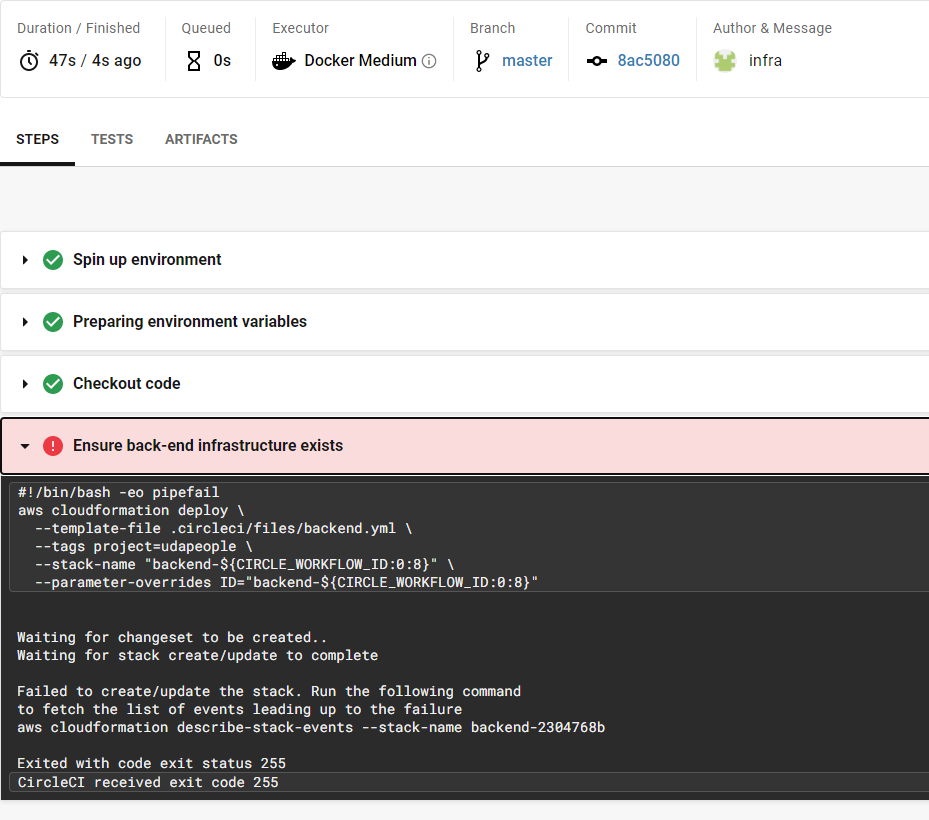 Duration / Finished
Queued
Executor
Branch
Commit
Author & Message
47s / 4s ago
0s
Docker Medium
master
8ac5080
infra
STEPS
TESTS
ARTIFACTS
Spin up environment
Preparing environment variables
Checkout code
Ensure back-end infrastructure exists
#!/bin/bash -eo pipefail
aws cloudformation deploy \
--template-file .circleci/files/backend.yml \
--tags project=udapeople \
--stack-name "backend-${CIRCLE_WORKFLOW_ID:0:8}" \
--parameter-overrides ID="backend-${CIRCLE_WORKFLOW_ID:0:8}"
Waiting for changeset to be created..
Waiting for stack create/update to complete
Failed to create/update the stack. Run the following command
to fetch the list of events leading up to the failure
aws cloudformation describe-stack-events --stack-name backend-2304768b
Exited with code exit status 255
CircleCI received exit code 255